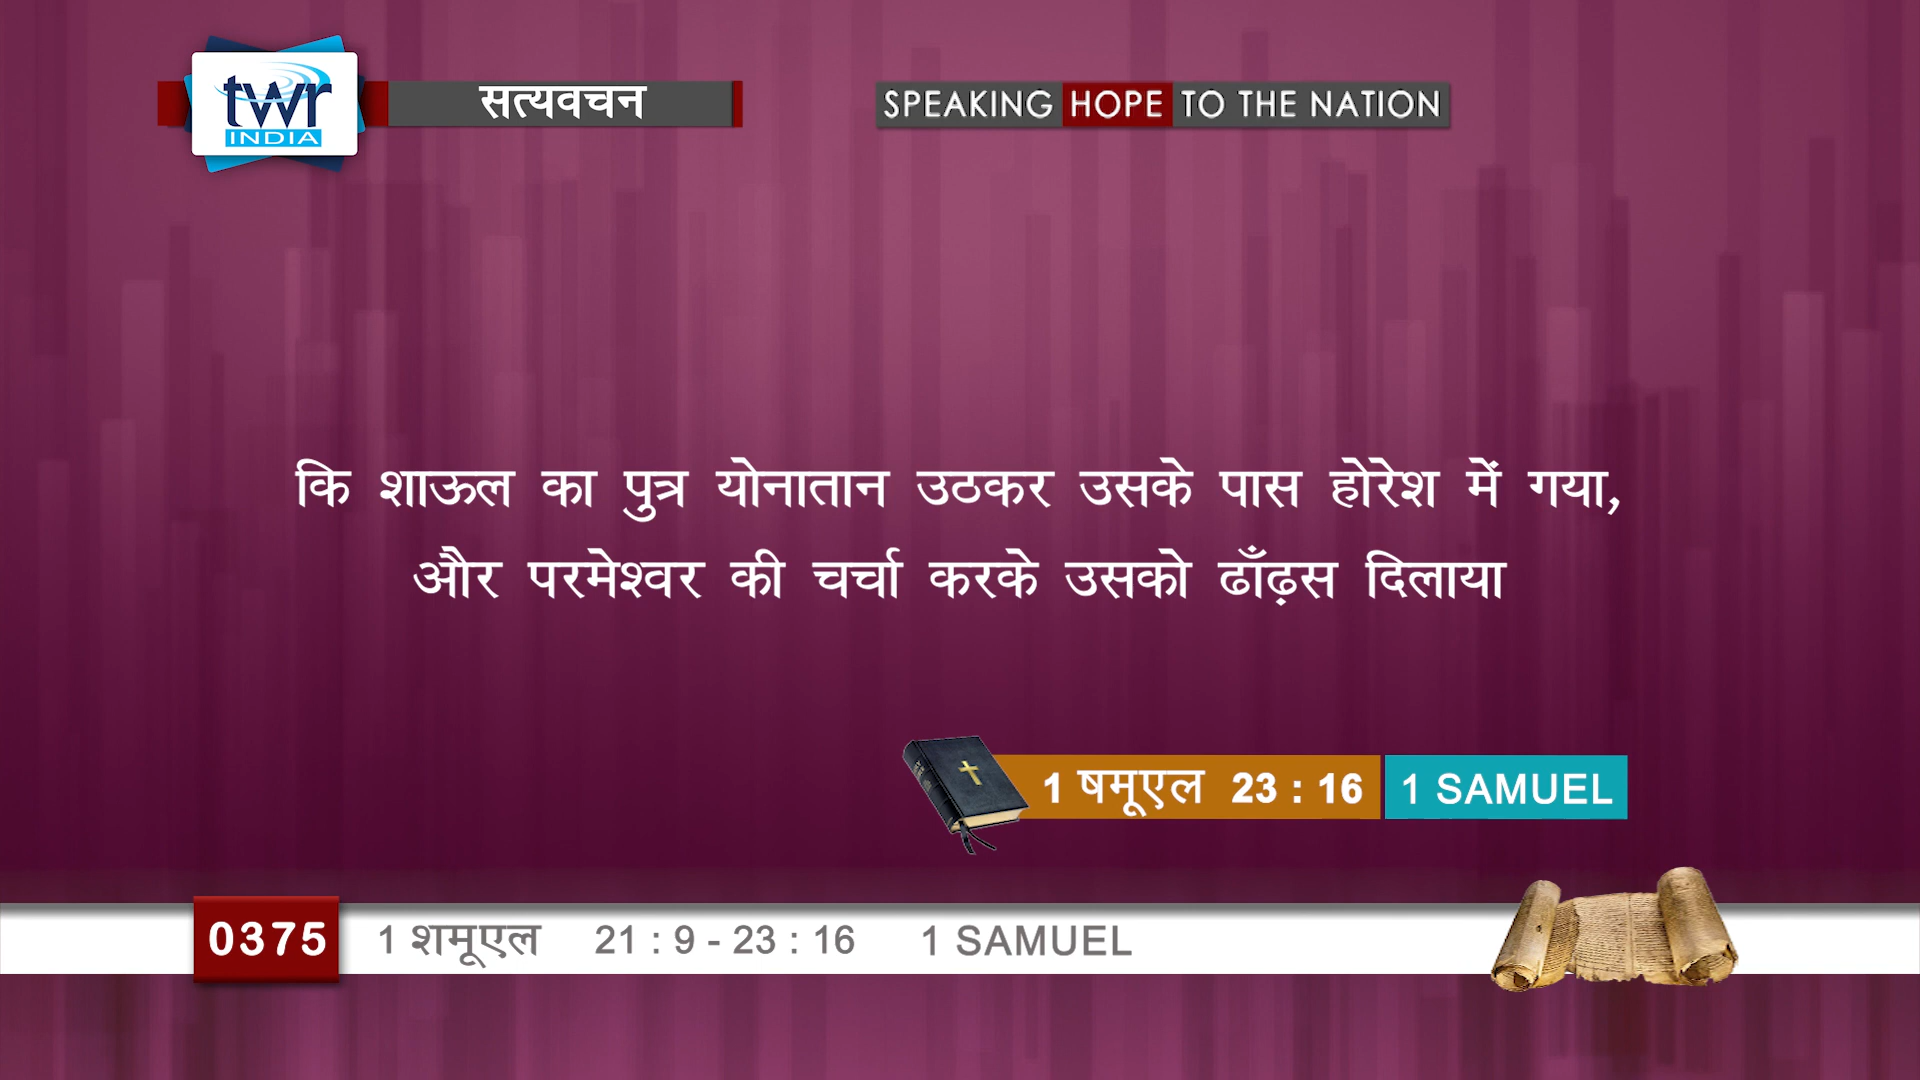 twr
INDIA
सत्यवचन
SPEAKING HOPE TO THE NATION
कि शाऊल का पुत्र योनातान उठकर उसके पास होरेश में गया,
और परमेश्वर की चर्चा करके उसको ढाँढ़स दिलाया
1 षमूएल 23 : 16 1 SAMUEL
0375 1 शमूएल 21 : 9 - 23 : 16 1 SAMUEL